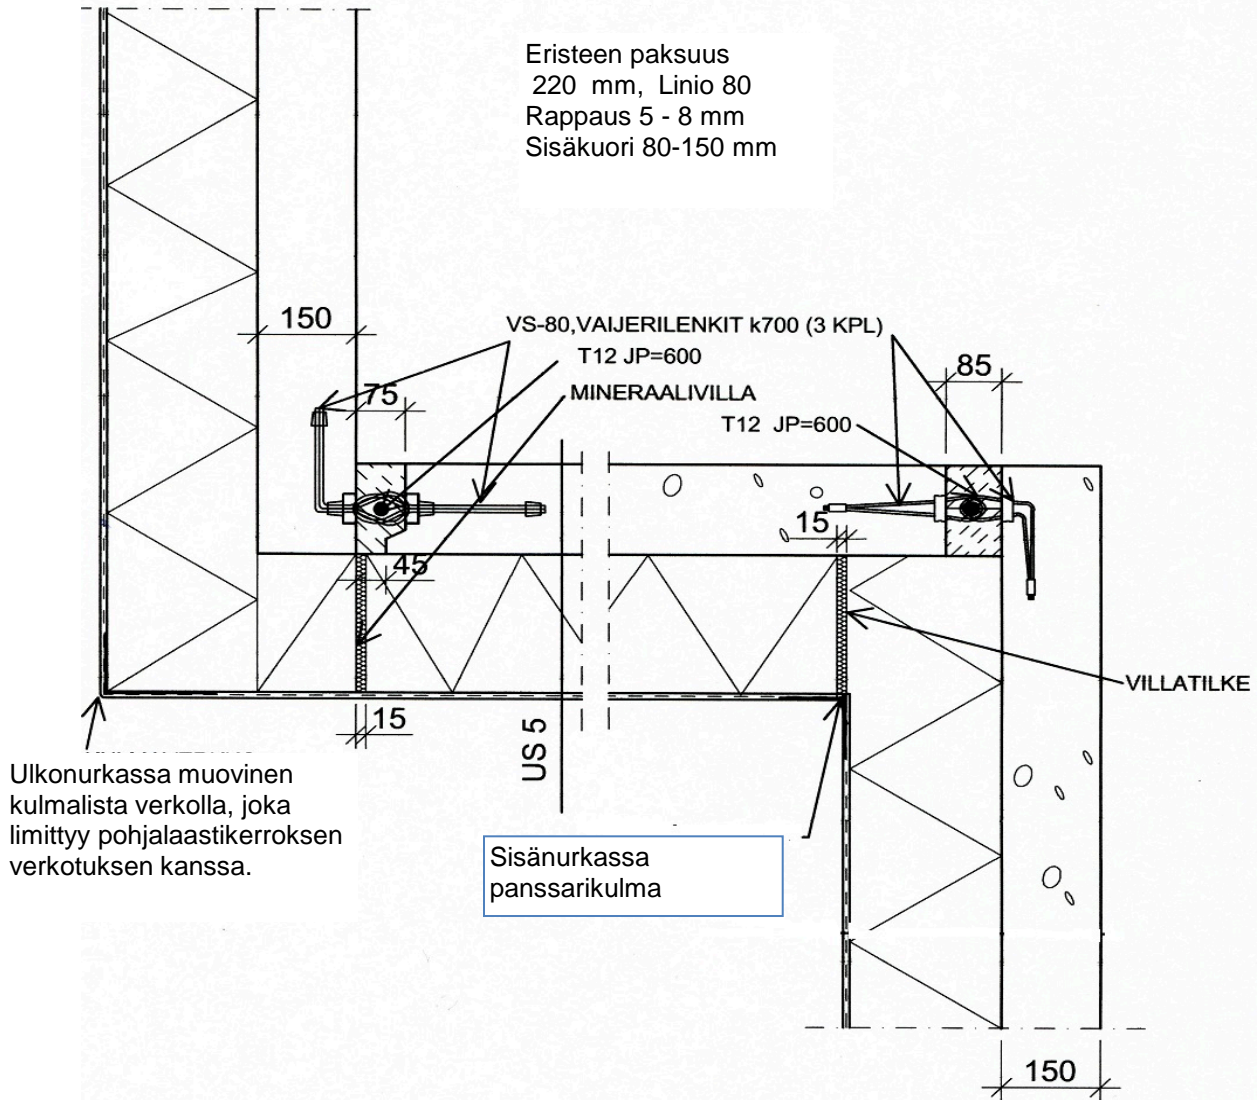 Eristeen paksuus
220 mm, Linio 80
Rappaus 5 - 8 mm
Sisäkuori 80-150 mm
150
VS-80,VAIJERILENKIT k700 (3 KPL)
T12 JP=600
75
MINERAALIVILLA
85
T12 JP=600
15
45
VILLATILKE
15
US 5
Ulkonurkassa muovinen
kulmalista verkolla, joka
limittyy pohjalaastikerroksen
verkotuksen kanssa.
Sisänurkassa
panssarikulma
150